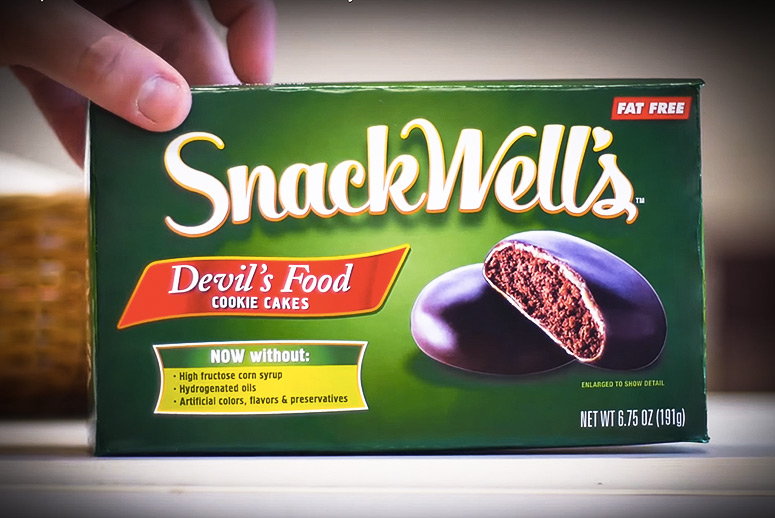 FAT FREE
SnackWell's™
Devil's Food
COOKIE CAKES
NOW without:
• High fructose corn syrup
• Hydrogenated oils
• Artificial colors, flavors & preservatives
ENLARGED TO SHOW DETAIL
NET WT 6.75 OZ (191g)